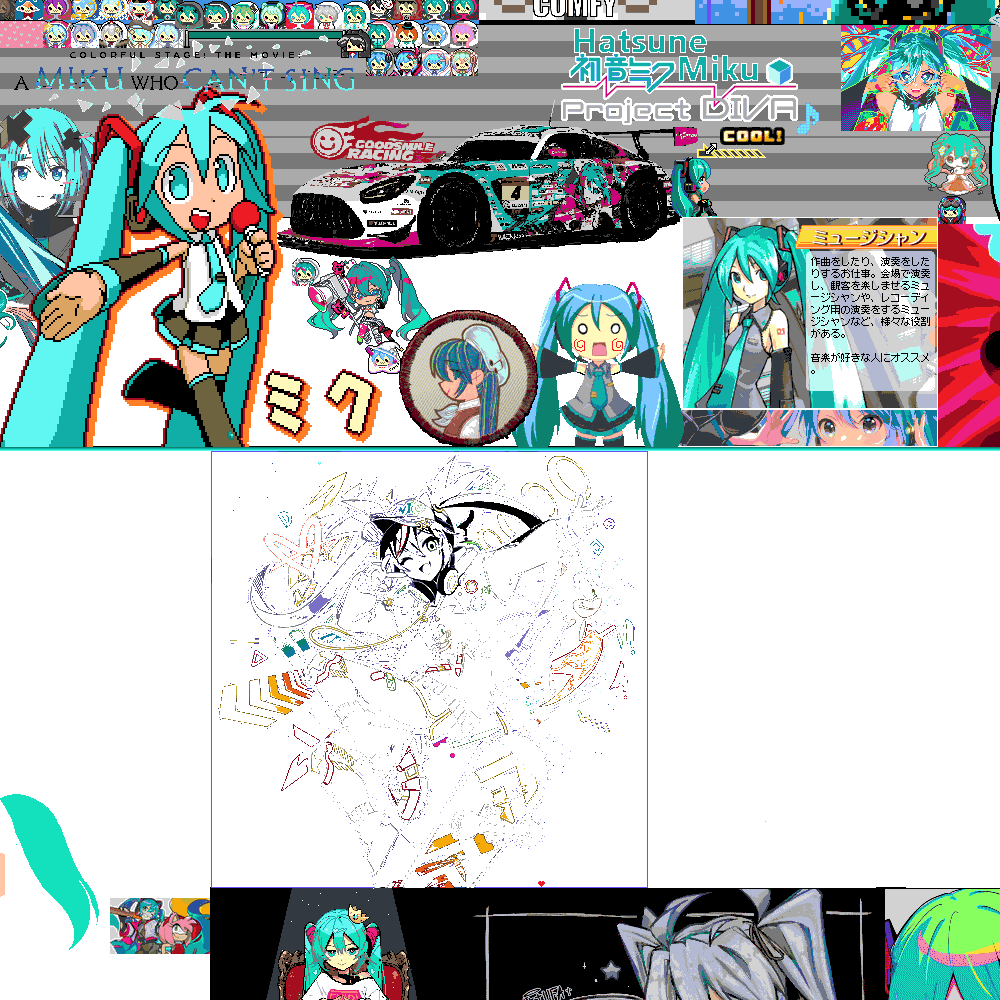 COMFY
COLORFUL STAGE! THE MOVIE:
A MIKU WHO CAN'T SING
Hatsune
初音ミク Miku
Project DIVA
COOL!
GOODSMILE
RACING
4
ミュージシャン
作曲をしたり、演奏をした
りするお仕事。会場で演奏
し、観客を楽しませるミュ
ージシャンや、レコーディ
ング用の演奏をするミュー
ジシャンなど、様々な役割
がある。
音楽が好きな人にオススメ
。
ミク